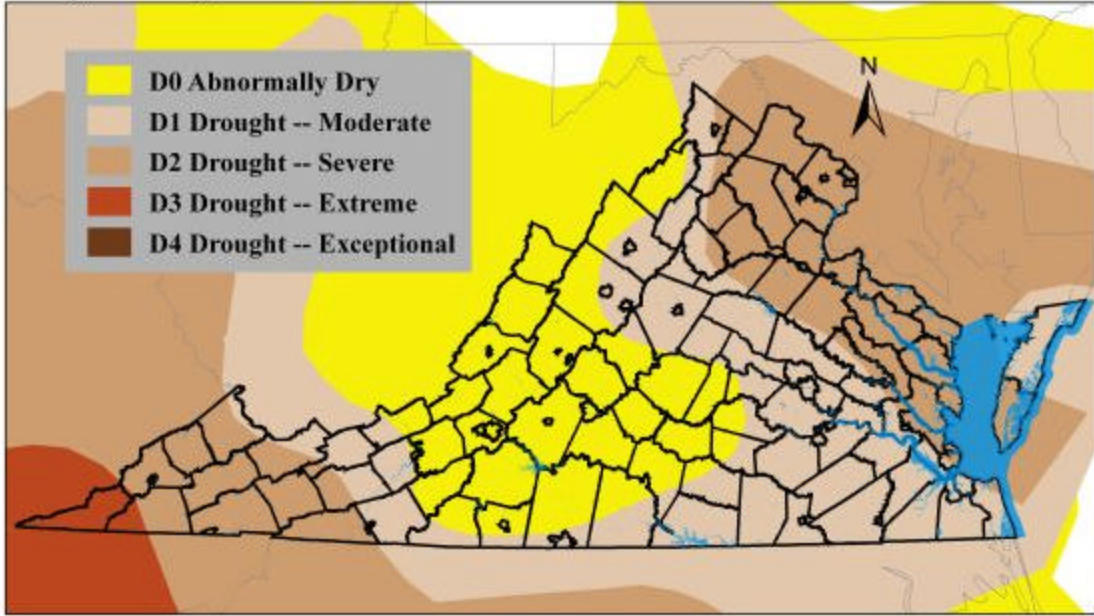 D0 Abnormally Dry
D1 Drought -- Moderate
D2 Drought -- Severe
D3 Drought -- Extreme
D4 Drought -- Exceptional
N